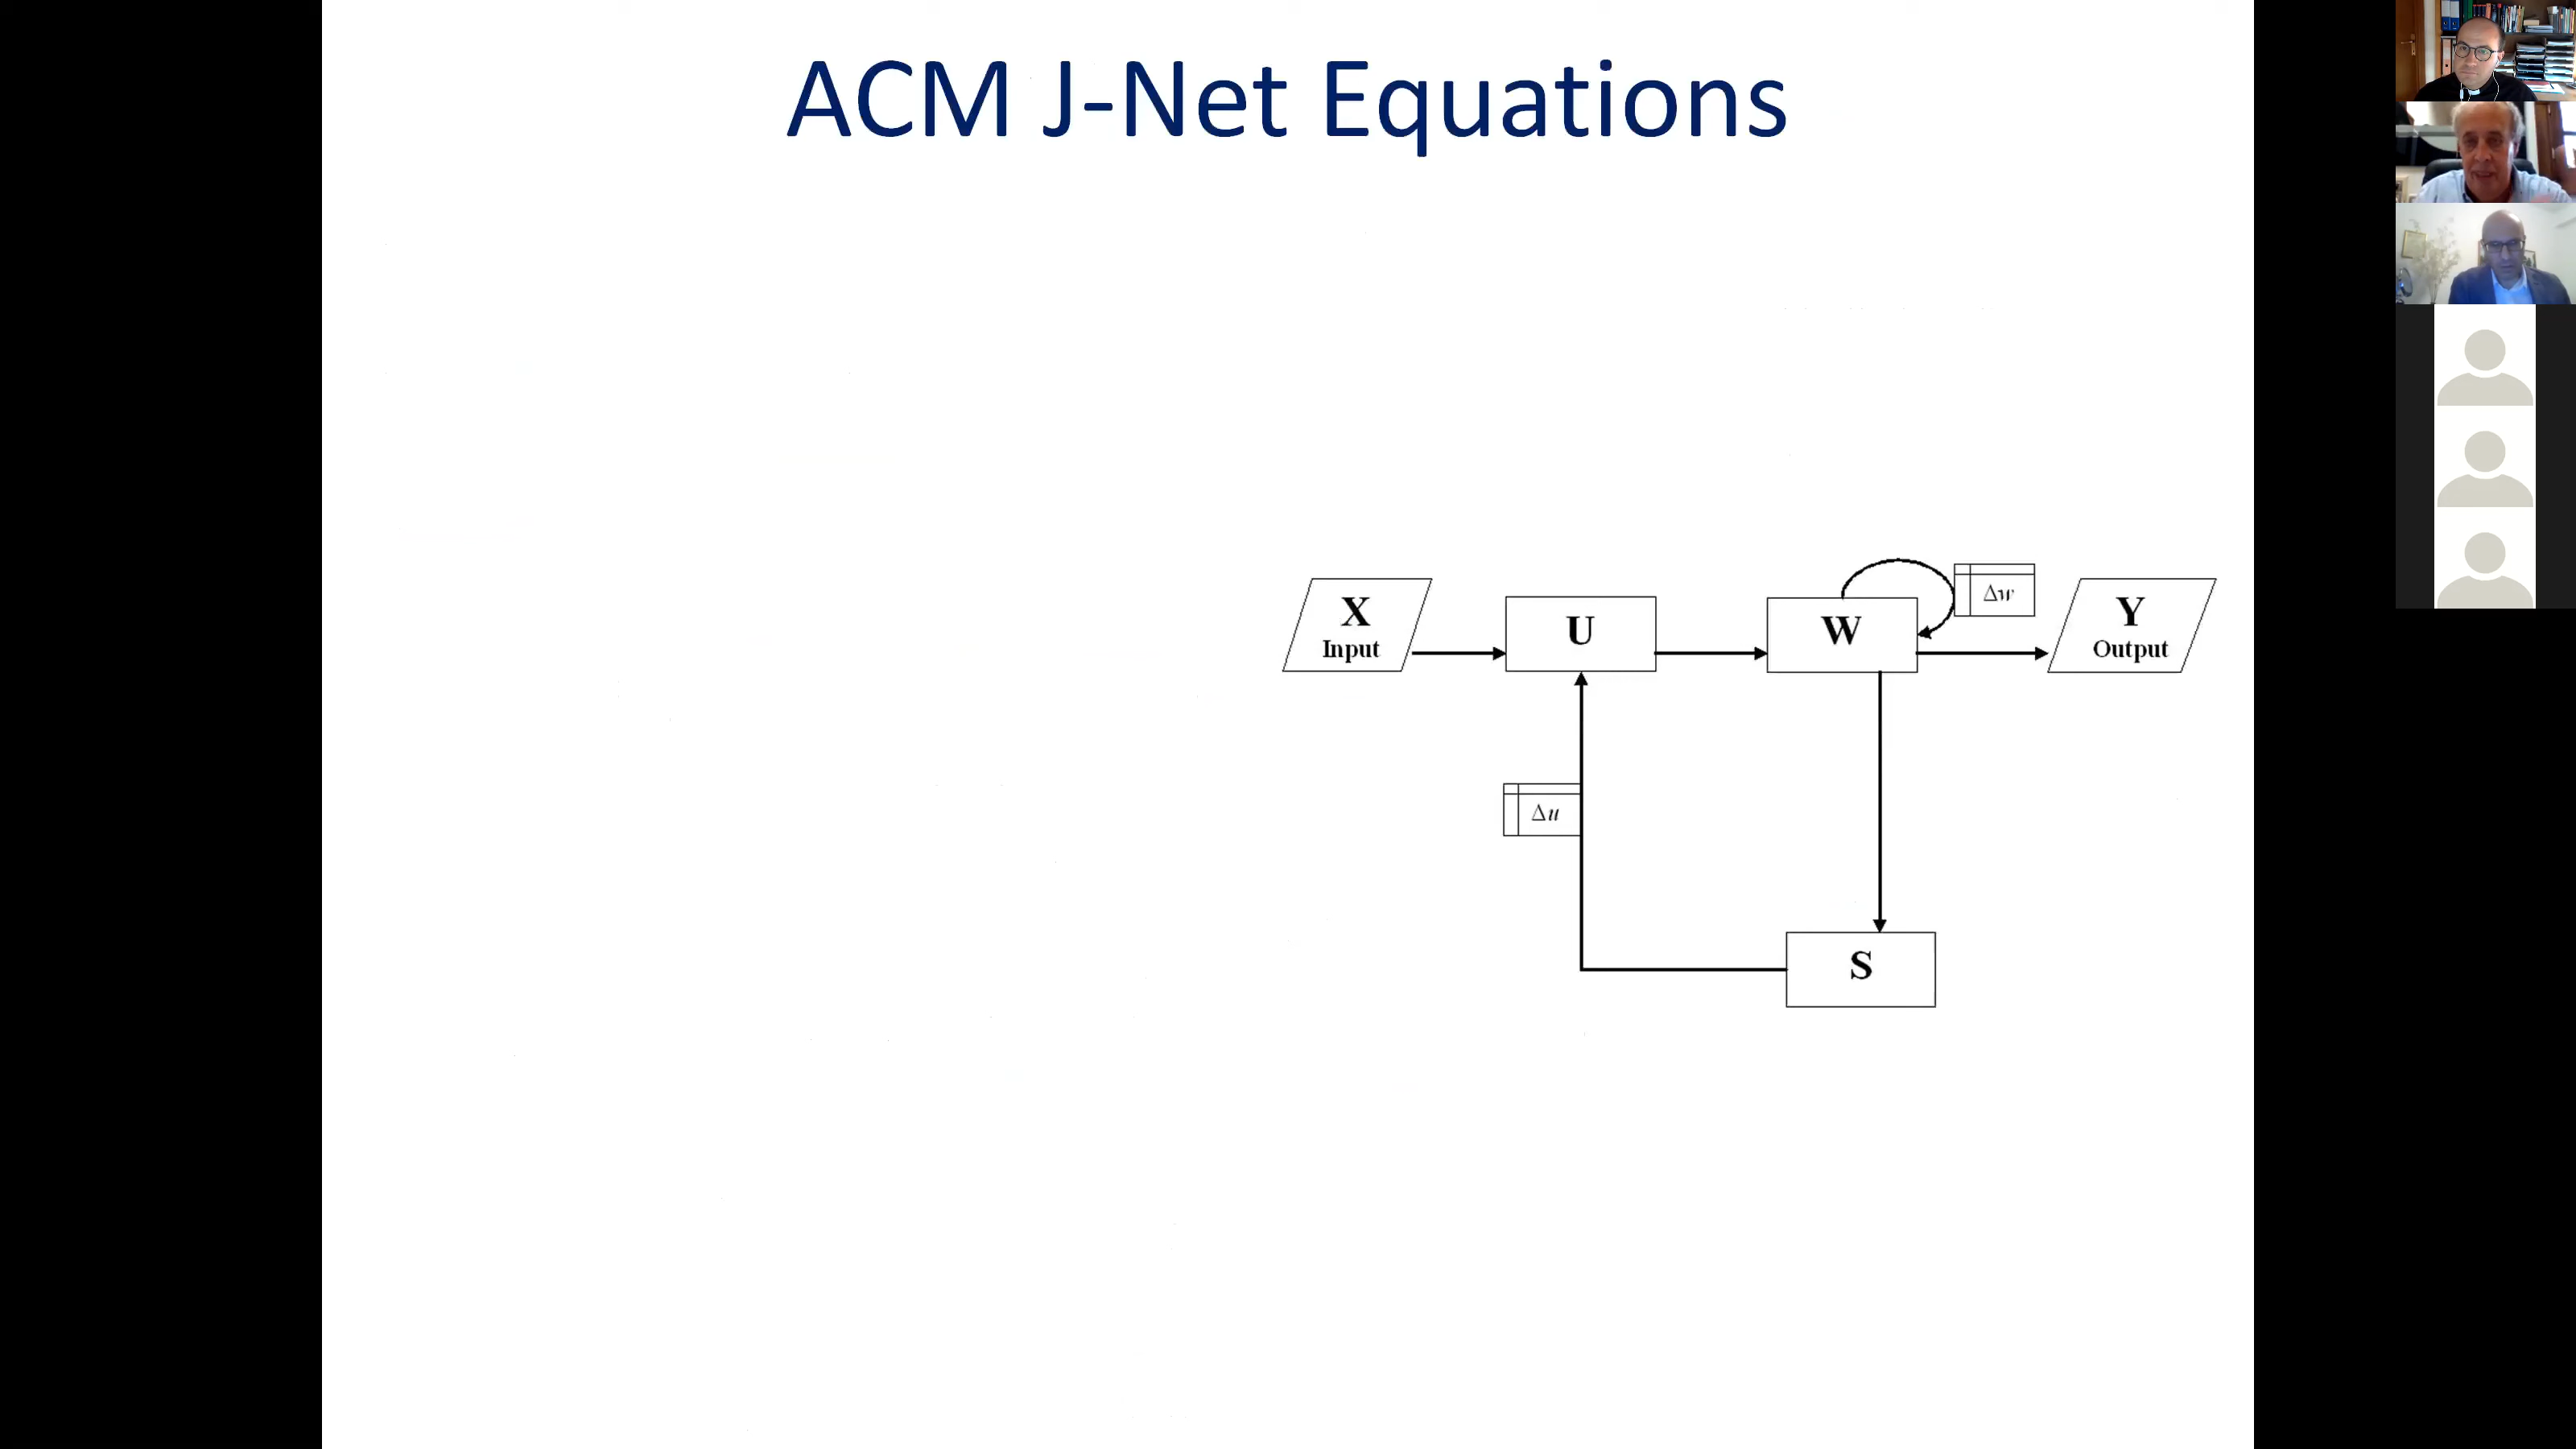 ACM J-Net Equations
X
Input
U
W
Δw
Y
Output
Δu
S